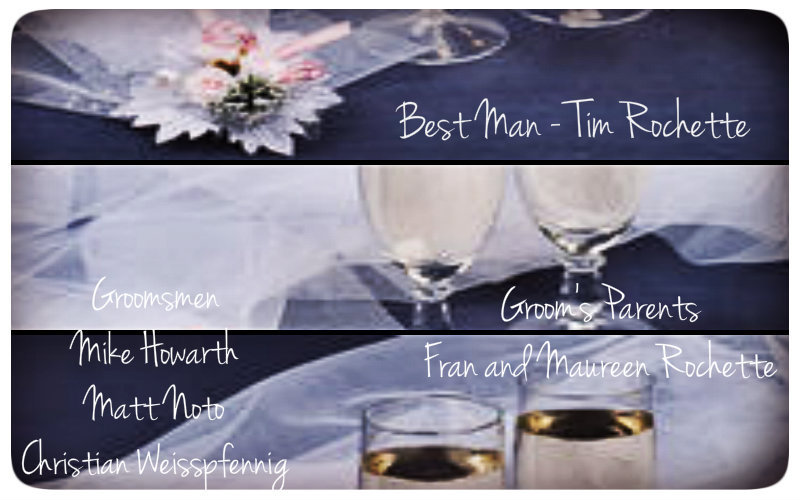 Best Man - Tim Rochette
Groomsmen
Mike Howarth
Matt Noto
Christian Weisspfennig
Groom's Parents
Fran and Maureen Rochette